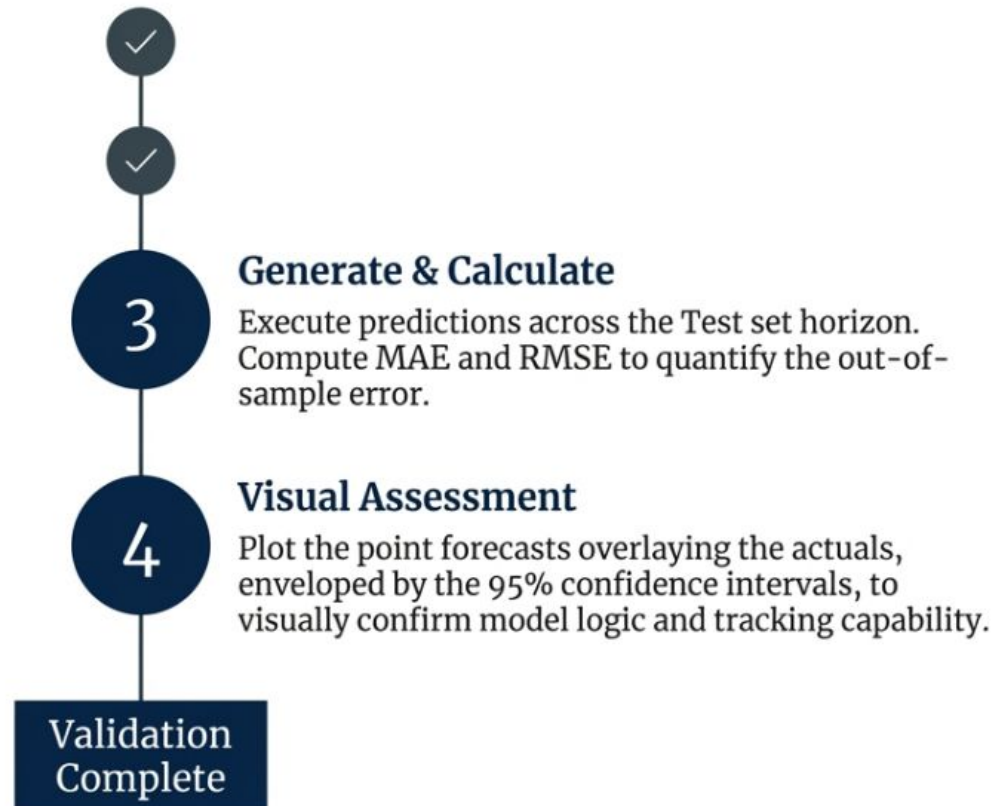 3
Generate & Calculate
Execute predictions across the Test set horizon.
Compute MAE and RMSE to quantify the out-of-
sample error.
4
Visual Assessment
Plot the point forecasts overlaying the actuals,
enveloped by the 95% confidence intervals, to
visually confirm model logic and tracking capability.
Validation
Complete